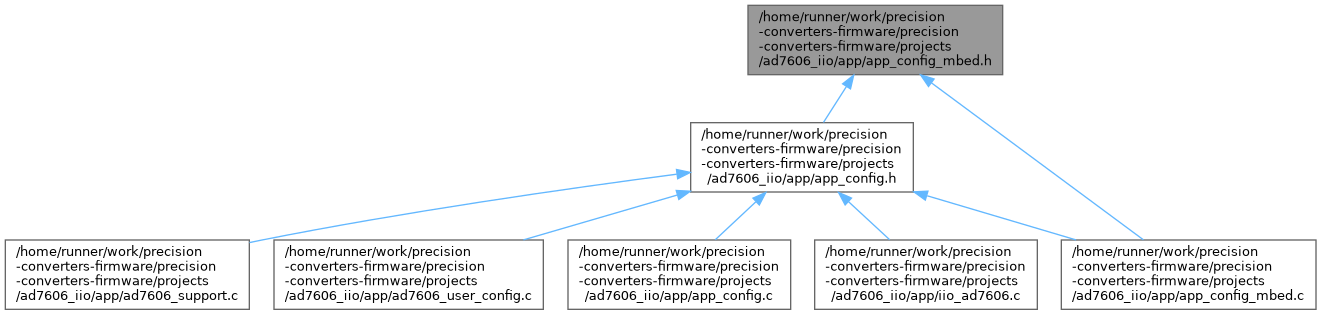 /home/runner/work/precision
-converters-firmware/precision
-converters-firmware/projects
/ad7606_iio/app/app_config_mbed.h
/home/runner/work/precision
-converters-firmware/precision
-converters-firmware/projects
/ad7606_iio/app/app_config.h
/home/runner/work/precision
-converters-firmware/precision
-converters-firmware/projects
/ad7606_iio/app/ad7606_support.c
/home/runner/work/precision
-converters-firmware/precision
-converters-firmware/projects
/ad7606_iio/app/ad7606_user_config.c
/home/runner/work/precision
-converters-firmware/precision
-converters-firmware/projects
/ad7606_iio/app/app_config.c
/home/runner/work/precision
-converters-firmware/precision
-converters-firmware/projects
/ad7606_iio/app/iio_ad7606.c
/home/runner/work/precision
-converters-firmware/precision
-converters-firmware/projects
/ad7606_iio/app/app_config_mbed.c